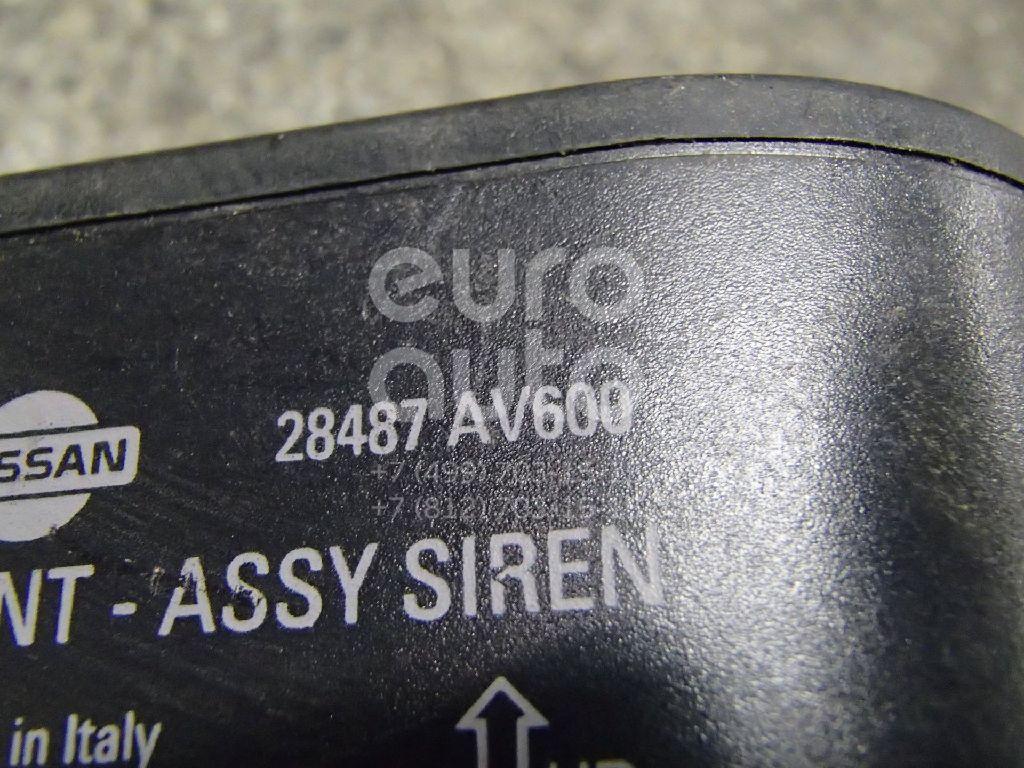 euro
auto
28487 AV600
SSAN
NT - ASSY SIREN
in Italy